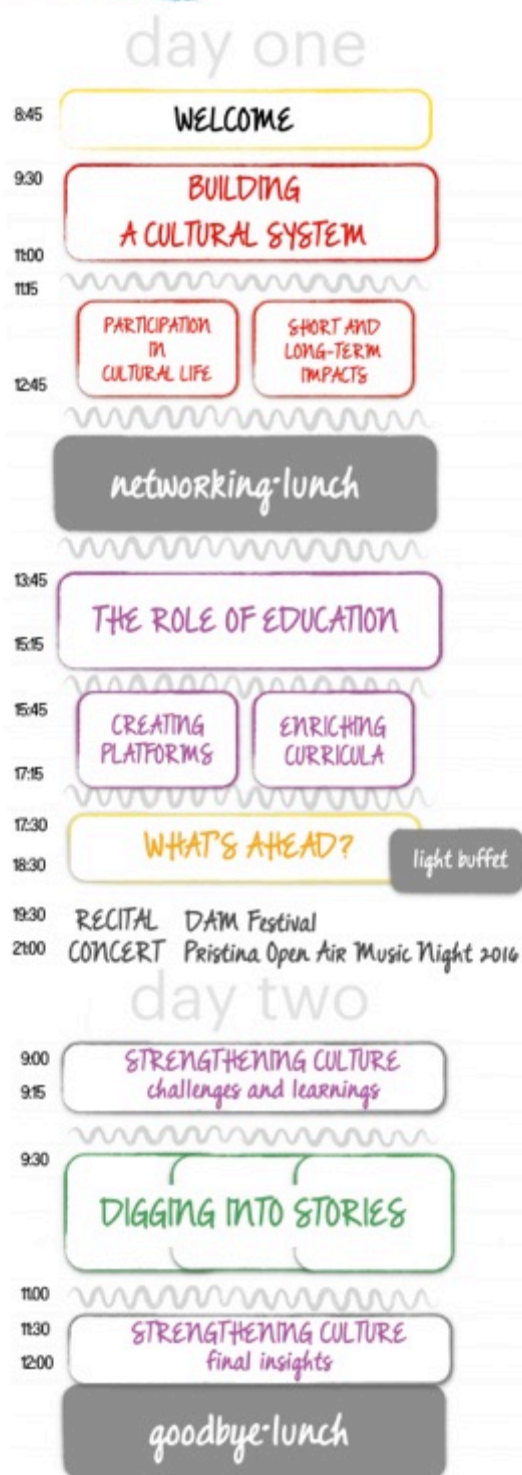 day one
8:45
WELCOME
9:30
BUILDING
A CULTURAL SYSTEM
11:00
11:15
PARTICIPATION
IN
CULTURAL LIFE
SHORT AND
LONG-TERM
IMPACTS
12:45
networking-lunch
13:45
THE ROLE OF EDUCATION
15:15
15:45
CREATING
PLATFORMS
ENRICHING
CURRICULA
17:15
17:30
WHAT'S AHEAD?
light buffet
18:30
19:30 RECITAL DAM Festival
21:00 CONCERT Pristina Open Air Music Night 2016
day two
9:00 STRENGTHENING CULTURE
9:15 challenges and learnings
9:30
DIGGING INTO STORIES
11:00
11:30 STRENGTHENING CULTURE
12:00 final insights
goodbye-lunch